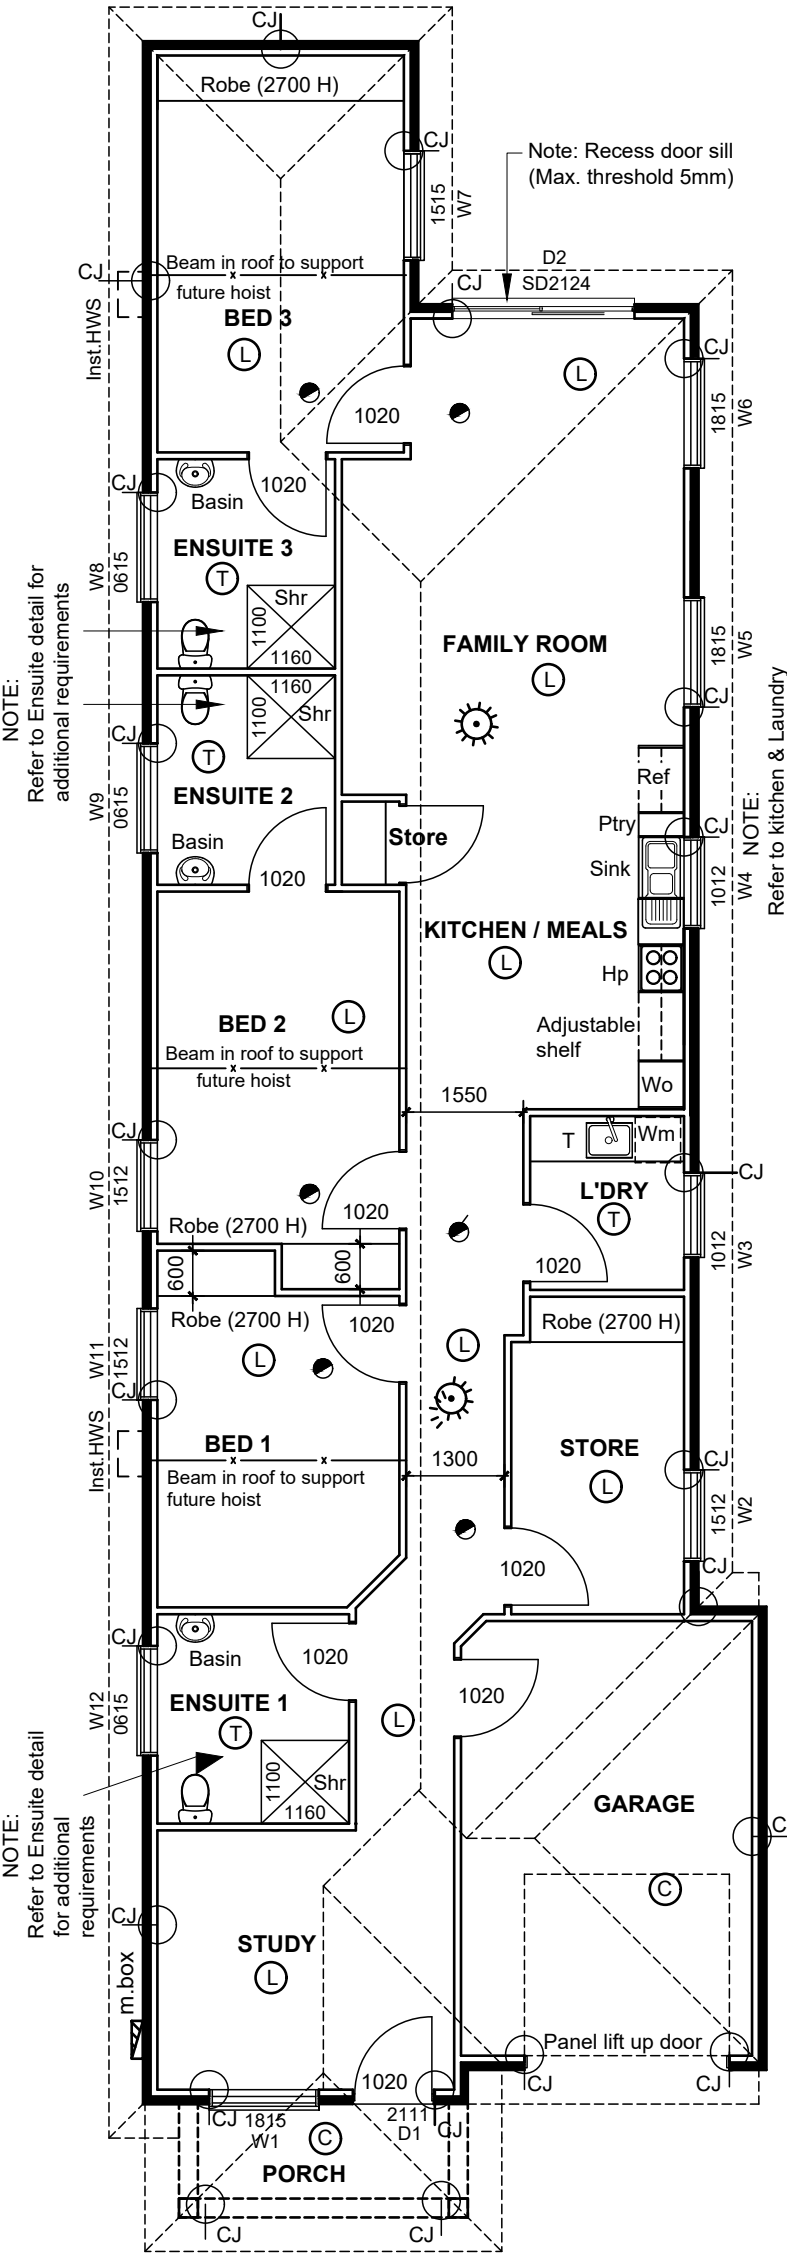 CJ
Robe (2700 H)
CJ
Note: Recess door sill
(Max. threshold 5mm)
1515
W7
D2
SD2124
CJ
CJ
Beam in roof to support
future hoist
Inst.HWS
BED 3
L
L
CJ
1815
W6
1020
CJ
1020
Basin
W8
0615
ENSUITE 3
T
NOTE:
Refer to Ensuite detail for
additional requirements
Shr
1100
1160
FAMILY ROOM
L
1815
W5
CJ
1160
1100
Shr
CJ
T
ENSUITE 2
W9
0615
Basin
1020
Store
Ref
Ptry
CJ
Sink
1012
W4
NOTE:
Refer to kitchen & Laundry
KITCHEN / MEALS
L
Hp
BED 2
L
Adjustable
shelf
Beam in roof to support
future hoist
Wo
1550
CJ
T
Wm
W10
1512
L'DRY
T
CJ
1020
Robe (2700 H)
1020
1012
W3
600
600
Robe (2700 H)
1020
W11
1512
CJ
L
L
Robe (2700 H)
Inst.HWS
BED 1
Beam in roof to support
future hoist
1300
STORE
L
CJ
1512
W2
CJ
1020
CJ
Basin
1020
W12
0615
ENSUITE 1
T
L
1020
NOTE:
Refer to Ensuite detail
for additional
requirements
1100
Shr
1160
GARAGE
C
C
CJ
STUDY
L
m.box
Panel lift up door
1020
CJ
CJ
CJ
1815
W1
C
2111
D1
CJ
PORCH
CJ
CJ